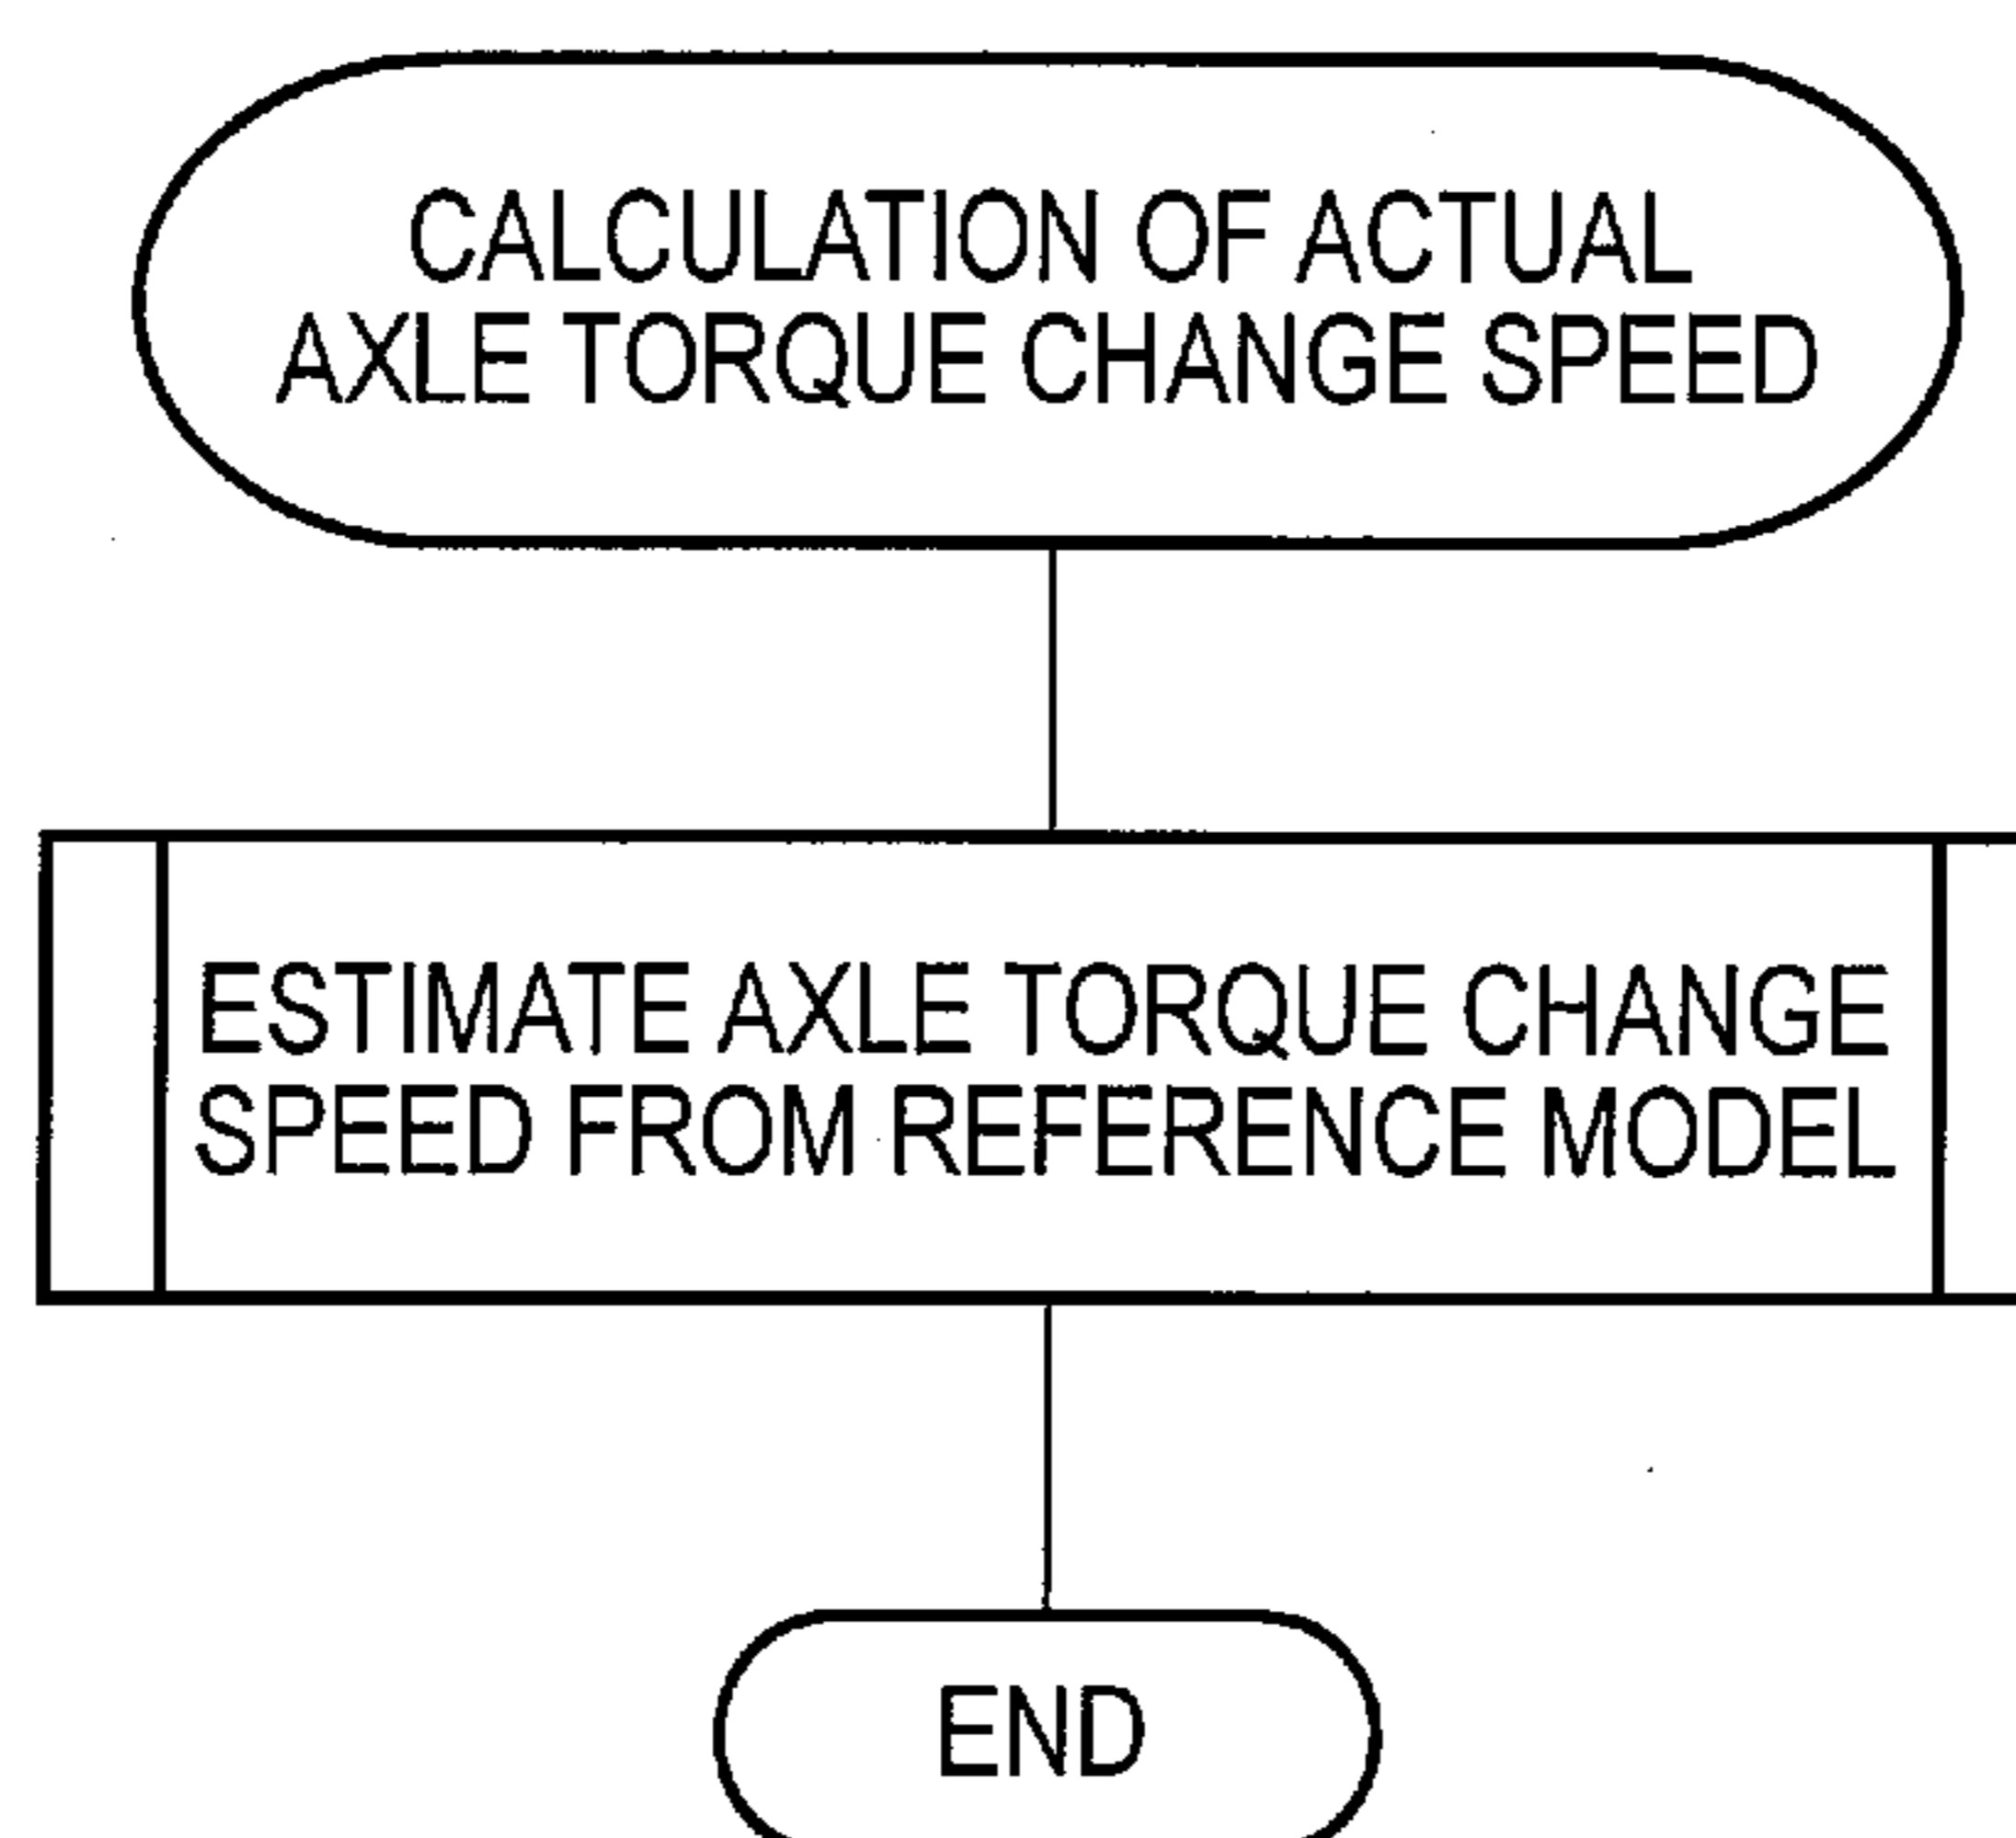 CALCULATION OF ACTUAL
AXLE TORQUE CHANGE SPEED
ESTIMATE AXLE TORQUE CHANGE
SPEED FROM REFERENCE MODEL
END